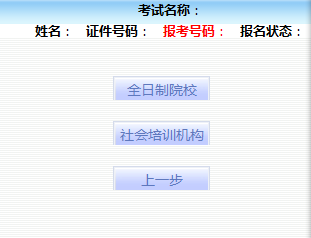 考试名称：
姓名： 证件号码： 报考号码： 报名状态：
全日制院校
社会培训机构
上一步